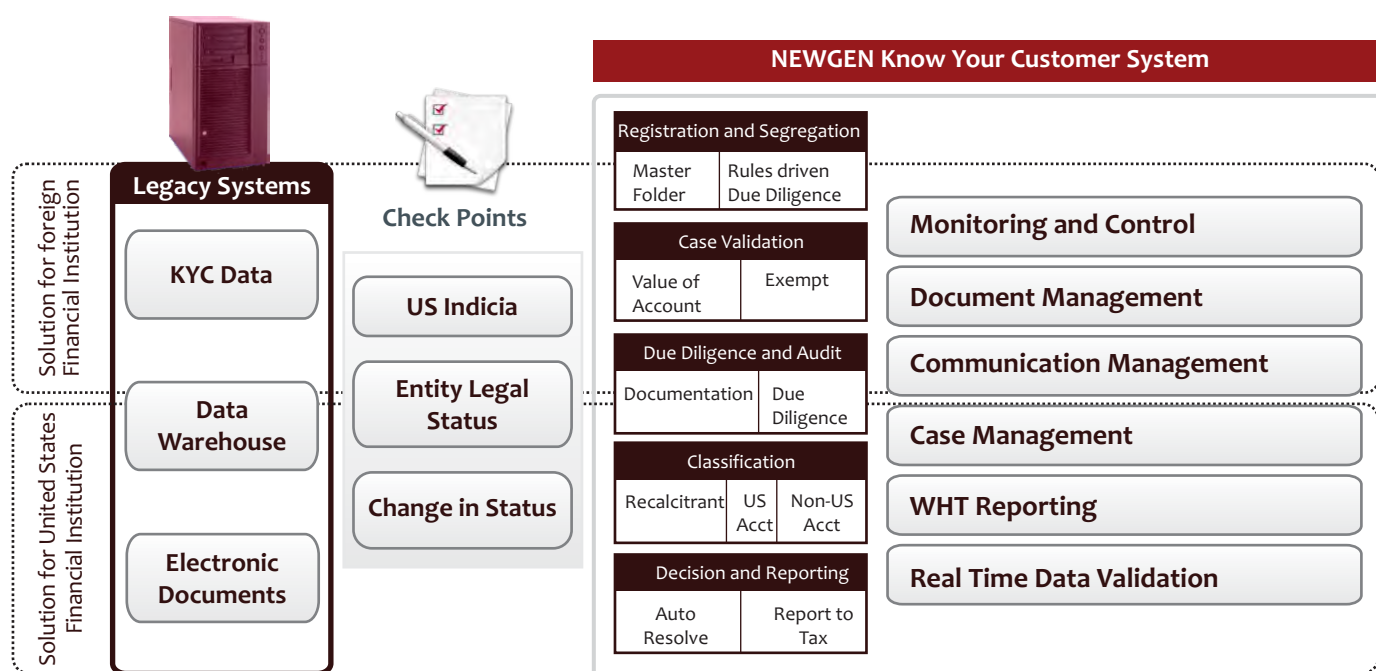 NEWGEN Know Your Customer System
Solution for foreign
Financial Institution
Solution for United States
Financial Institution
Legacy Systems
KYC Data
Data
Warehouse
Electronic
Documents
Check Points
US Indicia
Entity Legal
Status
Change in Status
Registration and Segregation
Master
Folder
Rules driven
Due Diligence
Case Validation
Value of
Account
Exempt
Due Diligence and Audit
Documentation
Due
Diligence
Classification
Recalcitrant
US
Acct
Non-US
Acct
Decision and Reporting
Auto
Resolve
Report to
Tax
Monitoring and Control
Document Management
Communication Management
Case Management
WHT Reporting
Real Time Data Validation